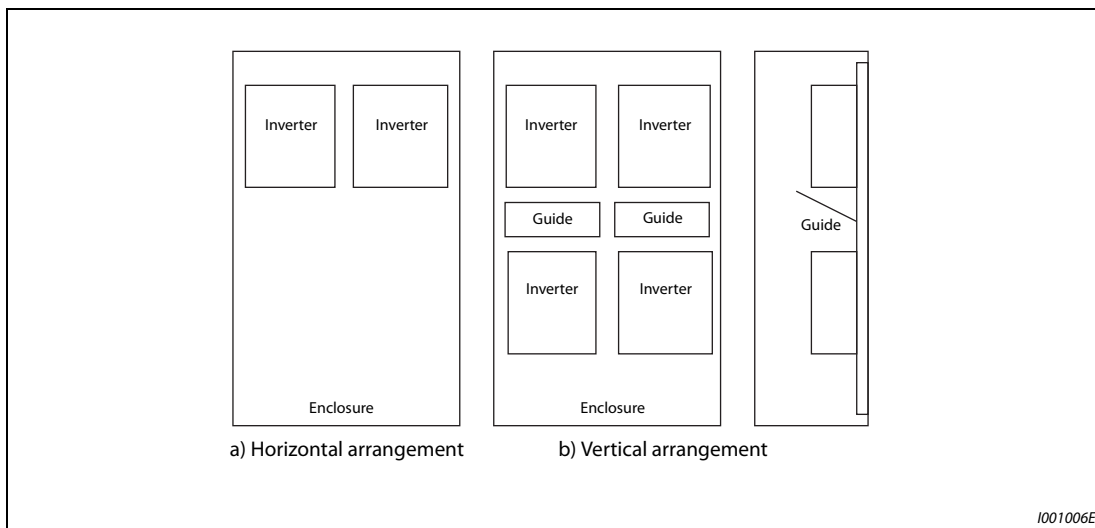 Inverter Inverter
Enclosure
a) Horizontal arrangement
Inverter Inverter
Guide Guide
Inverter Inverter
Enclosure
Guide
b) Vertical arrangement
I001006E